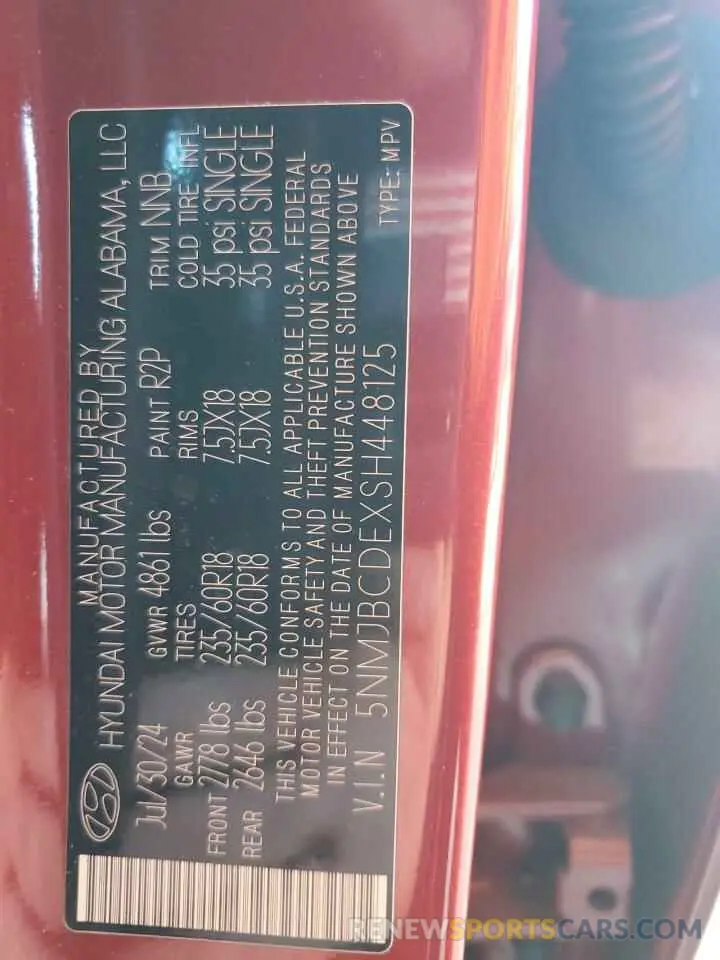 MANUFACTURED BY
HYUNDAI MOTOR MANUFACTURING ALABAMA, LLC
Jul/30/24 GVWR 4861 lbs PAINT R2P TRIM NNB
GAWR TIRES RIMS COLD TIRE INFL
FRONT 2778 lbs 235/60R18 7.5JX18 35 psi SINGLE
REAR 2646 lbs 235/60R18 7.5JX18 35 psi SINGLE
THIS VEHICLE CONFORMS TO ALL APPLICABLE U.S.A. FEDERAL
MOTOR VEHICLE SAFETY AND THEFT PREVENTION STANDARDS
IN EFFECT ON THE DATE OF MANUFACTURE SHOWN ABOVE
V.I.N 5NMJBCDEXSH448125 TYPE: MPV
RENEWSPORTSCARS.COM